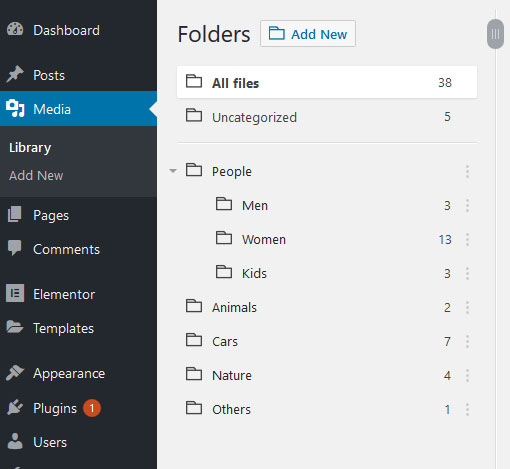 Dashboard
Posts
Media
Library
Add New
Pages
Comments
Elementor
Templates
Appearance
Plugins 1
Users
Folders Add New
All files 38
Uncategorized 5
People
Men 3
Women 13
Kids 3
Animals 2
Cars 7
Nature 4
Others 1